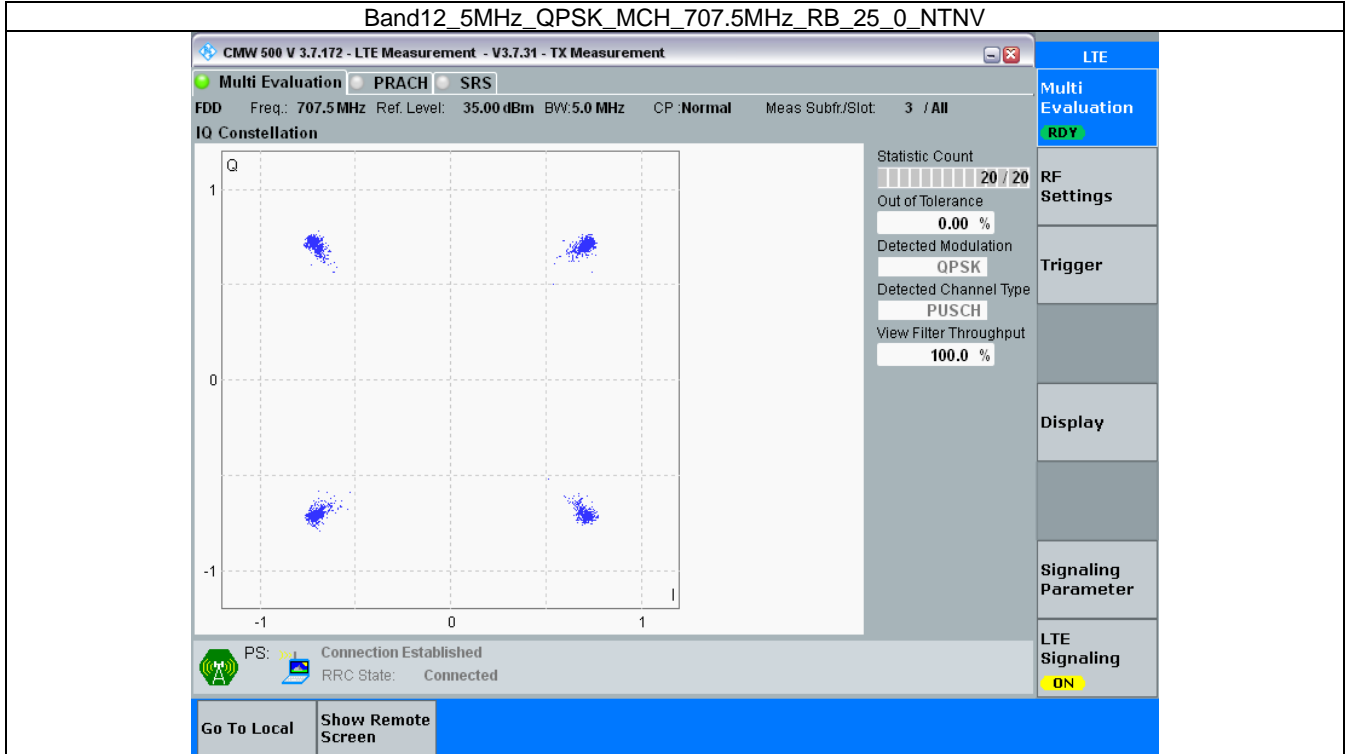 Band12_5MHz_QPSK_MCH_707.5MHz_RB_25_0_NTNV
CMW 500 V 3.7.172 - LTE Measurement - V3.7.31 - TX Measurement
LTE
Multi Evaluation PRACH SRS
Multi
Evaluation
RDY
FDD Freq.: 707.5 MHz Ref. Level: 35.00 dBm BW:5.0 MHz CP :Normal Meas Subfr./Slot: 3 / All
IQ Constellation
Q
1
0
-1
I
-1 0 1
Statistic Count
20 / 20
Out of Tolerance
0.00 %
Detected Modulation
QPSK
Detected Channel Type
PUSCH
View Filter Throughput
100.0 %
RF
Settings
Trigger
Display
Signaling
Parameter
LTE
Signaling
ON
PS: Connection Established
RRC State: Connected
Go To Local
Show Remote
Screen